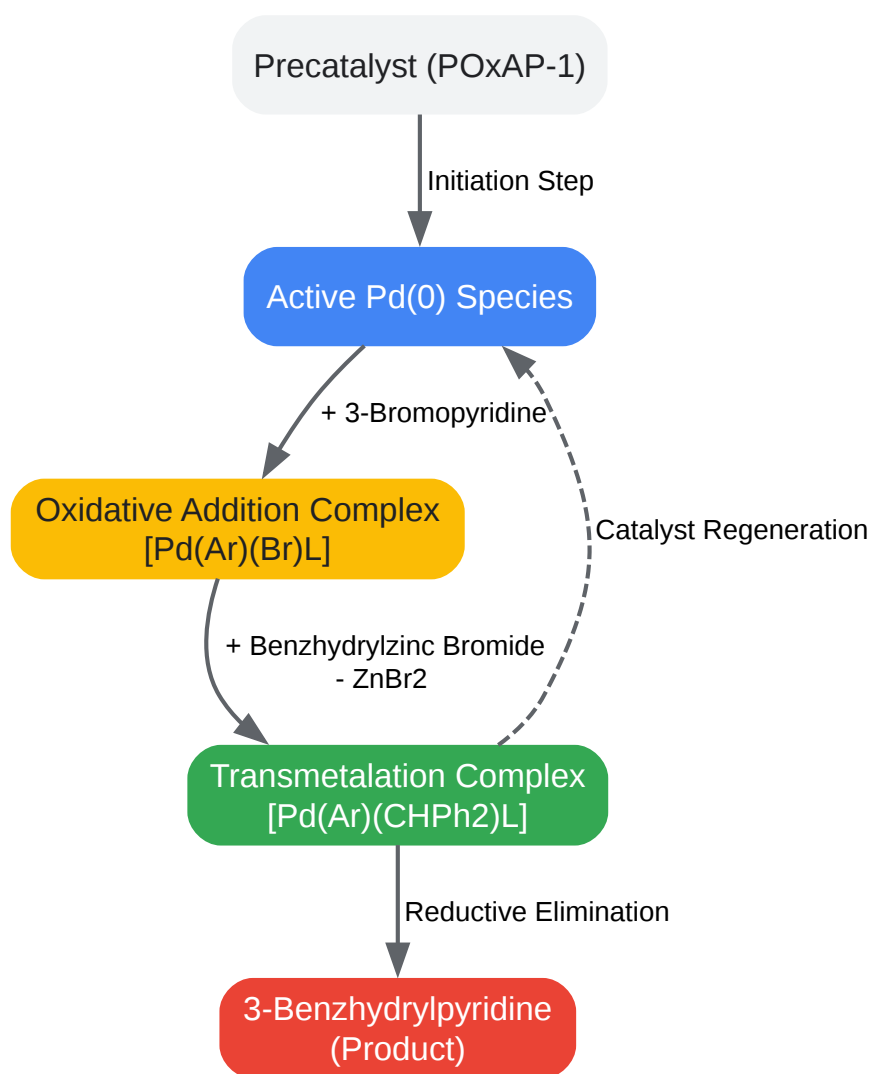 Precatalyst (POxAP-1)
Initiation Step
Active Pd(0) Species
+ 3-Bromopyridine
Oxidative Addition Complex
[Pd(Ar)(Br)L]
Catalyst Regeneration
+ Benzhydrylzinc Bromide
- ZnBr2
Transmetalation Complex
[Pd(Ar)(CHPh2)L]
Reductive Elimination
3-Benzhydrylpyridine
(Product)